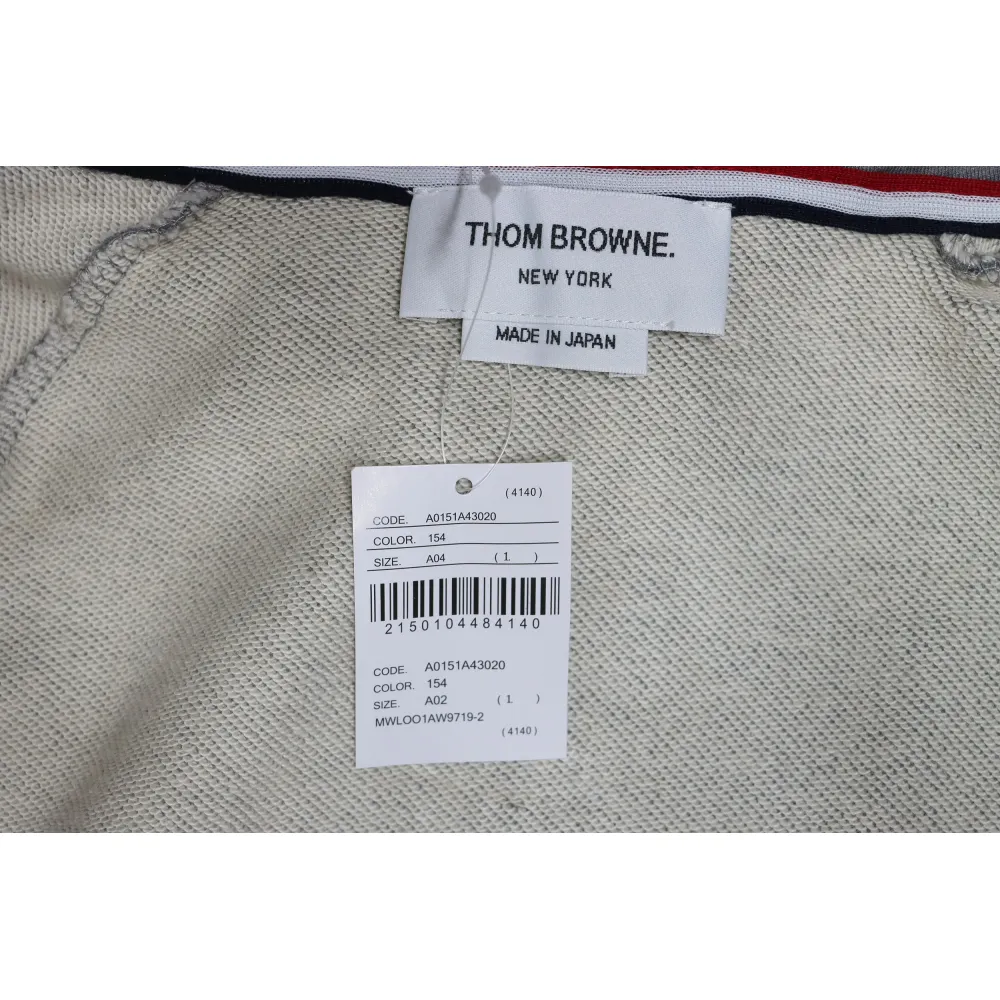 THOM BROWNE.
NEW YORK
MADE IN JAPAN
(4140)
CODE. A0151A43020
COLOR. 154
SIZE. A04 (1. )
2150104484140
CODE. A0151A43020
COLOR. 154
SIZE. A02 (1. )
MWLOO1AW9719-2
(4140)